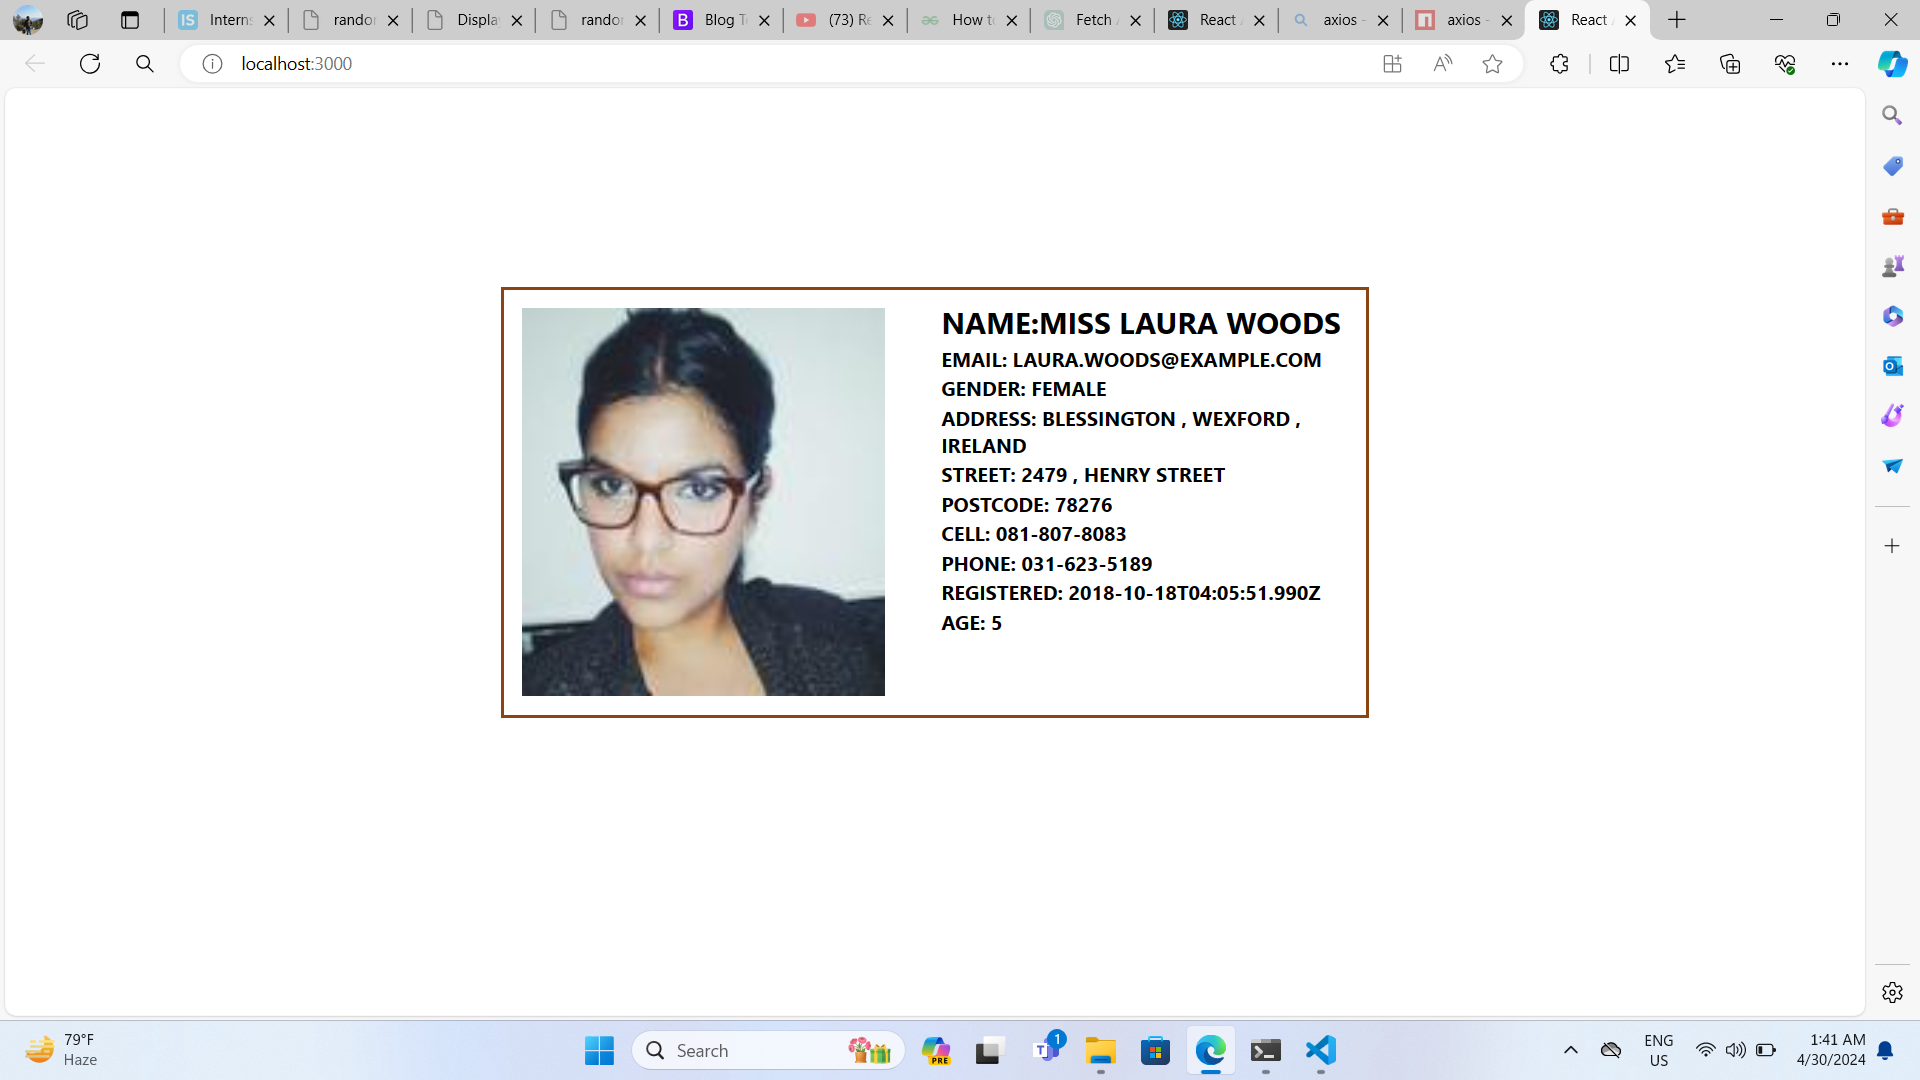 Interns
rando
Display
rando
Blog T
(73) Re
How to
Fetch A
React A
axios -
axios -
React A
localhost:3000
NAME:MISS LAURA WOODS
EMAIL: LAURA.WOODS@EXAMPLE.COM
GENDER: FEMALE
ADDRESS: BLESSINGTON , WEXFORD ,
IRELAND
STREET: 2479 , HENRY STREET
POSTCODE: 78276
CELL: 081-807-8083
PHONE: 031-623-5189
REGISTERED: 2018-10-18T04:05:51.990Z
AGE: 5
79°F
Haze
Search
PRE
1
ENG
US
1:41 AM
4/30/2024